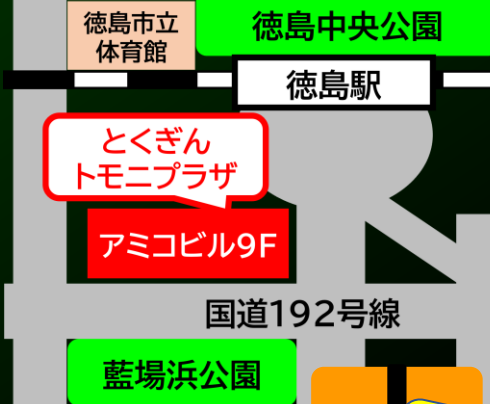 徳島市立
体育館
徳島中央公園
徳島駅
とくぎん
トモニプラザ
アミコビル9F
国道192号線
藍場浜公園